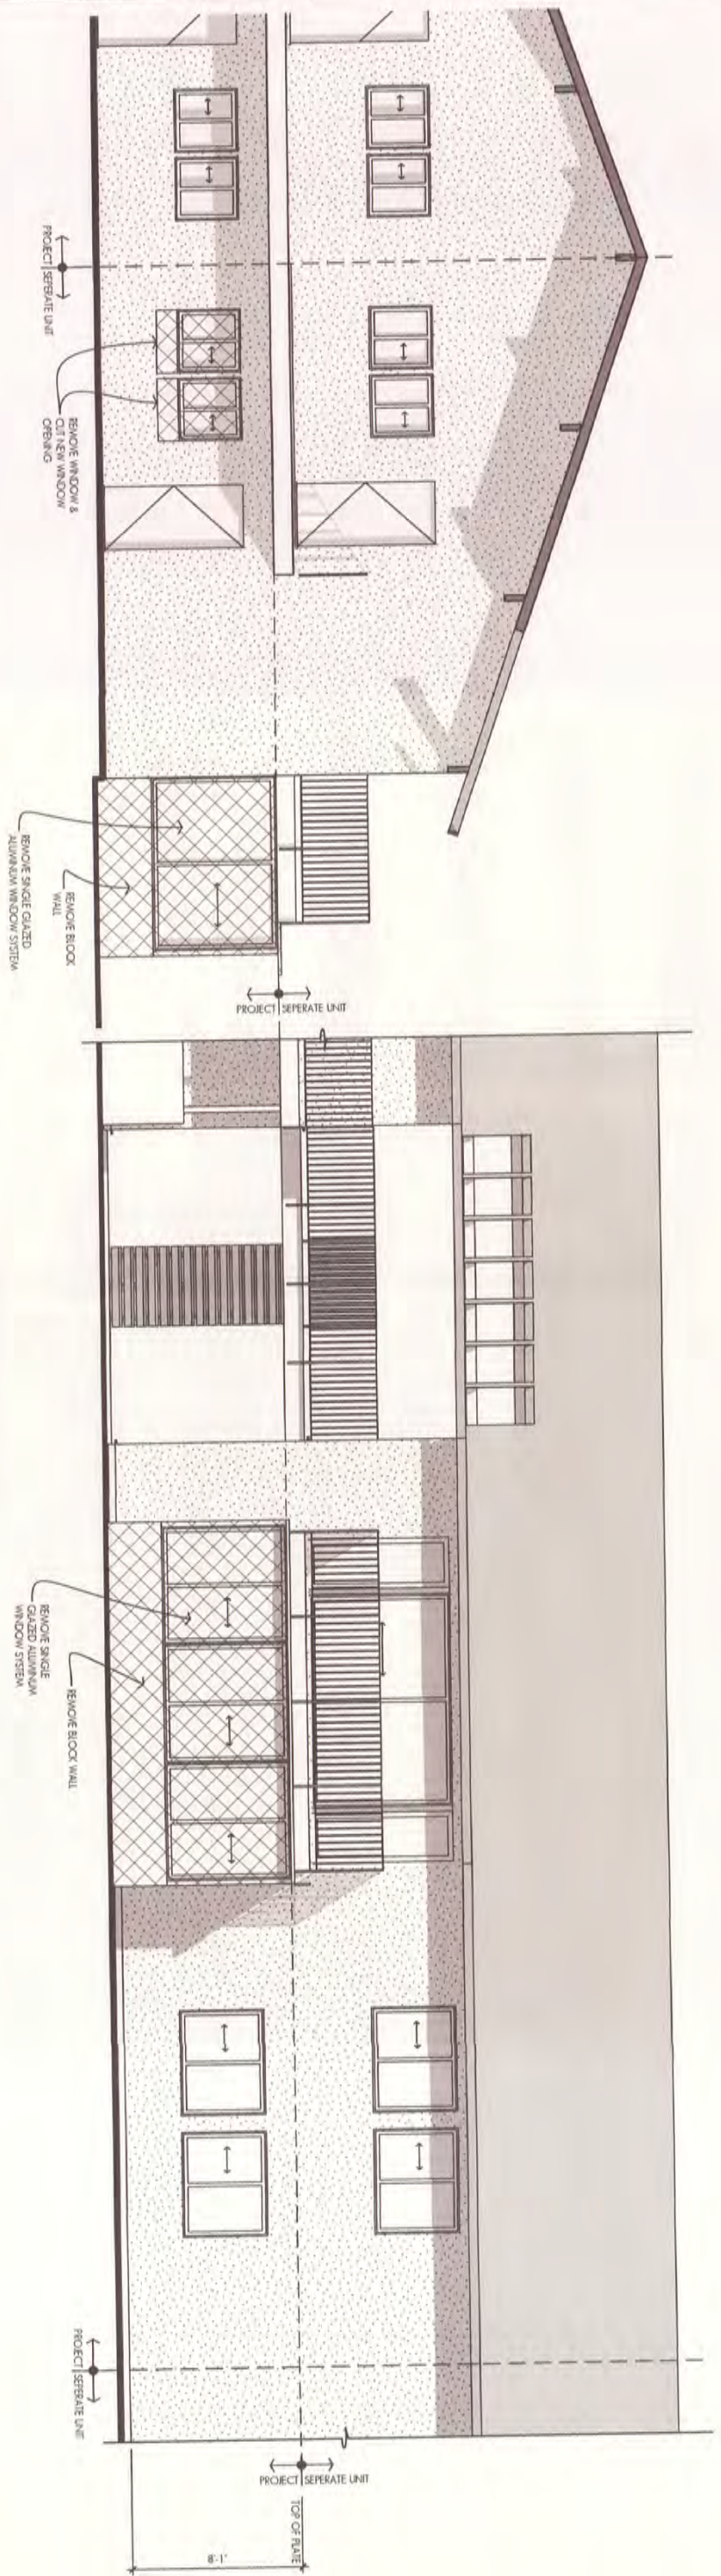 PROJECT | SEPERATE UNIT
REMOVE WINDOW &
CUT NEW WINDOW
OPENING
REMOVE SINGLE GLAZED
ALUMINUM WINDOW SYSTEM
REMOVE BLOCK
WALL
PROJECT | SEPERATE UNIT
REMOVE SINGLE
GLAZED ALUMINUM
WINDOW SYSTEM
REMOVE BLOCK WALL
PROJECT | SEPERATE UNIT
PROJECT | SEPERATE UNIT
TOP OF PLATE
8'-1"